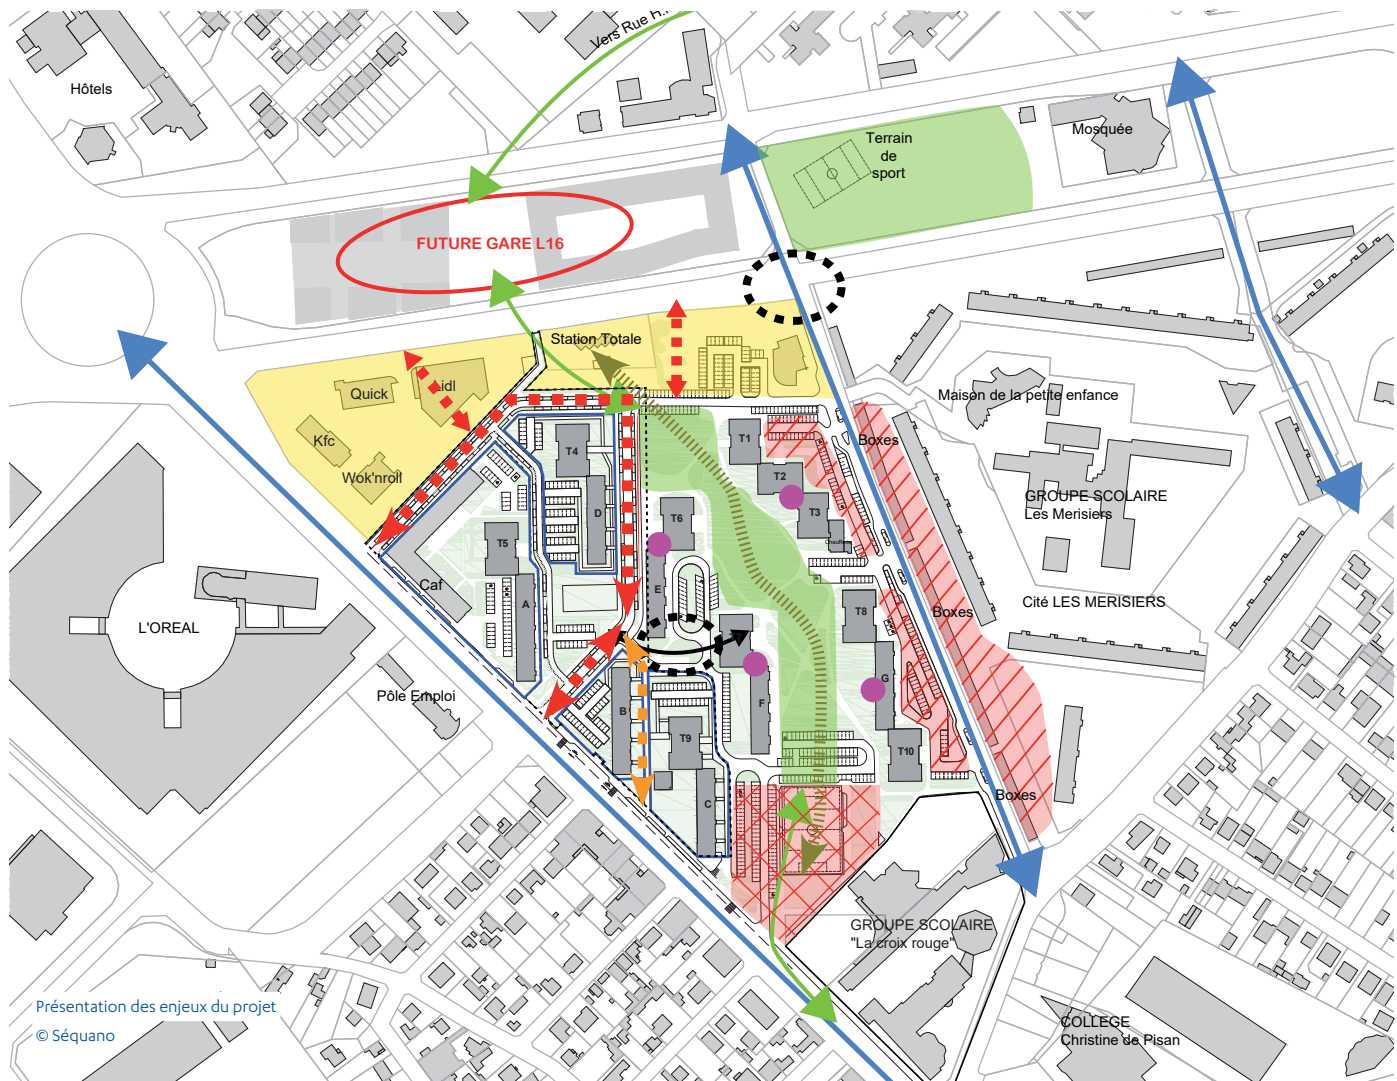 Vers Rue H.
Hôtels
Terrain
de
sport
Mosquée
FUTURE GARE L16
Station Totale
Quick
Lidl
Kfc
Wok'nroll
Maison de la petite enfance
Boxes
T1
T4
T2
T3
GROUPE SCOLAIRE
Les Merisiers
D
T6
T5
Chaufferie
Caf
E
A
T8
Boxes
Cité LES MERISIERS
L'OREAL
G
Pôle Emploi
B
F
T9
T10
C
Boxes
GROUPE SCOLAIRE
"La croix rouge"
Présentation des enjeux du projet
© Séquano
COLLEGE
Christine de Pisan